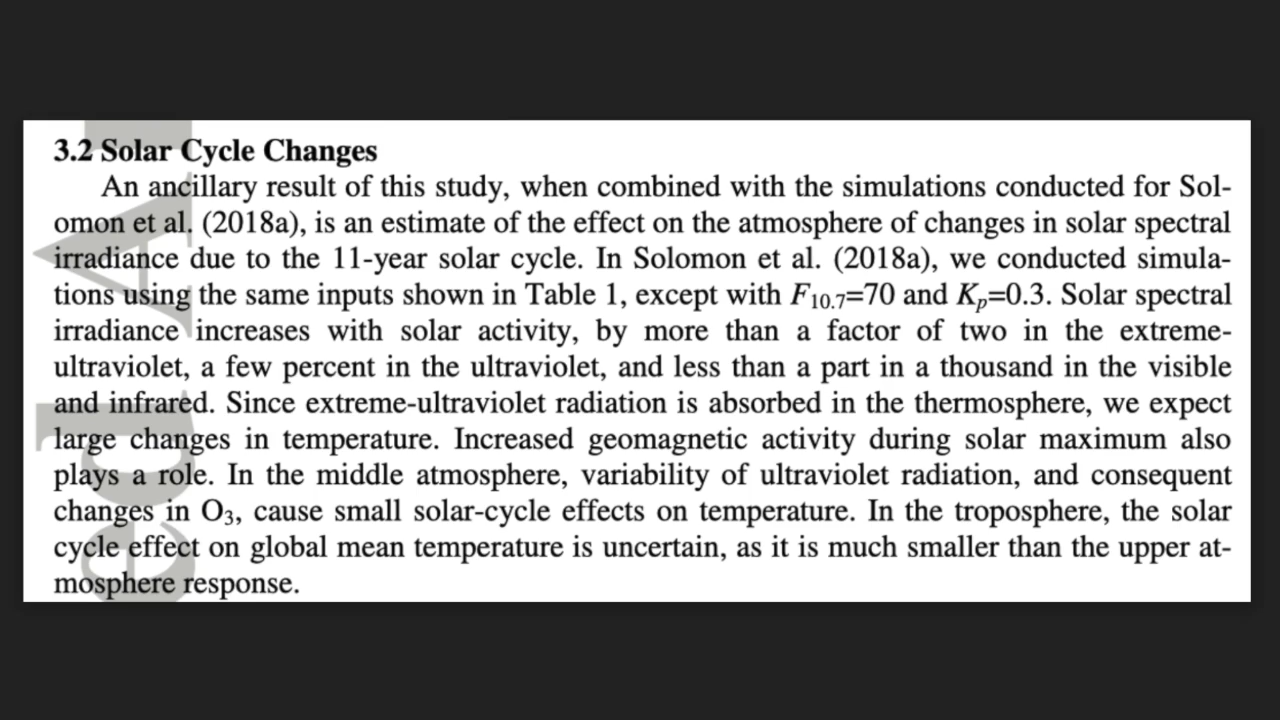 3.2 Solar Cycle Changes
An ancillary result of this study, when combined with the simulations conducted for Sol-
omon et al. (2018a), is an estimate of the effect on the atmosphere of changes in solar spectral
irradiance due to the 11-year solar cycle. In Solomon et al. (2018a), we conducted simula-
tions using the same inputs shown in Table 1, except with F10.7=70 and Kp=0.3. Solar spectral
irradiance increases with solar activity, by more than a factor of two in the extreme-
ultraviolet, a few percent in the ultraviolet, and less than a part in a thousand in the visible
and infrared. Since extreme-ultraviolet radiation is absorbed in the thermosphere, we expect
large changes in temperature. Increased geomagnetic activity during solar maximum also
plays a role. In the middle atmosphere, variability of ultraviolet radiation, and consequent
changes in O3, cause small solar-cycle effects on temperature. In the troposphere, the solar
cycle effect on global mean temperature is uncertain, as it is much smaller than the upper at-
mosphere response.
ed A